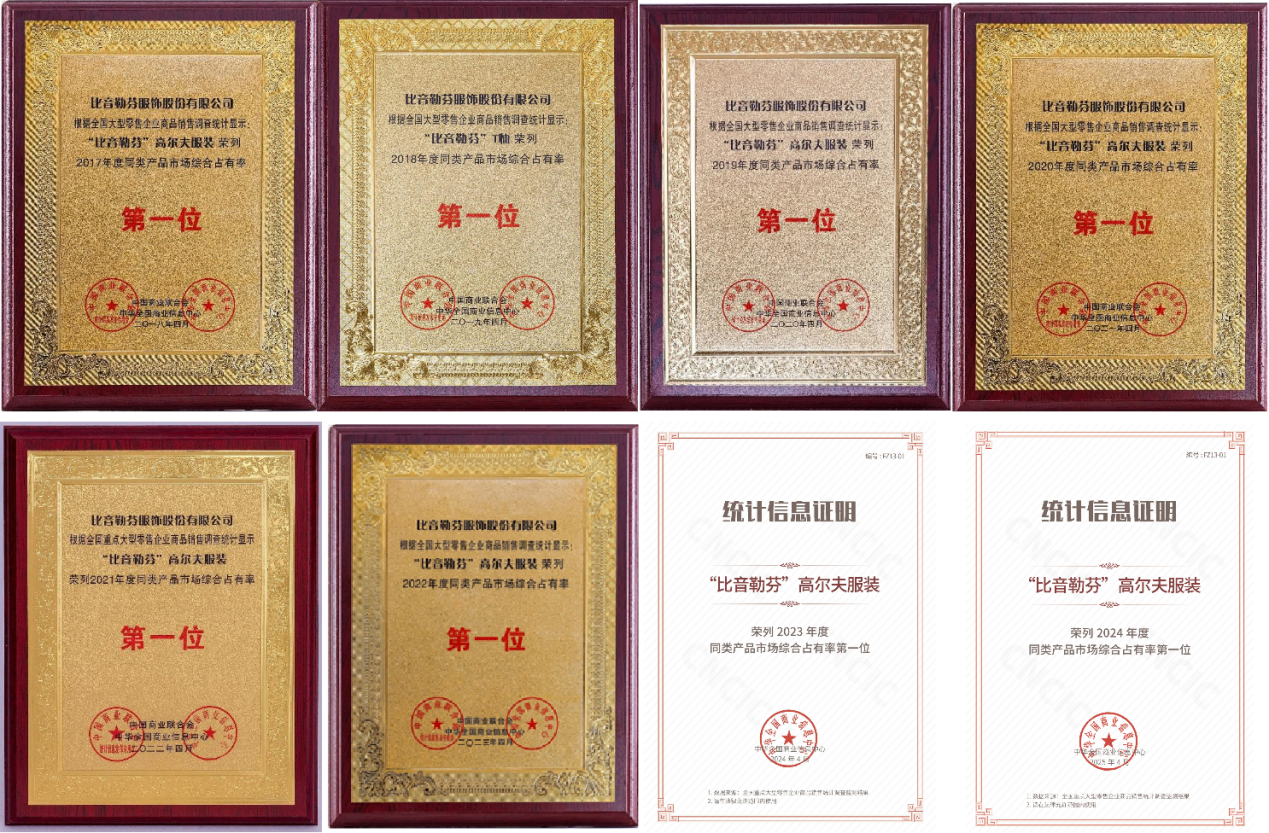 比音勒芬服饰股份有限公司
根据全国大型零售企业商品销售调查统计显示:
“比音勒芬”高尔夫服装 荣列
2017年度同类产品市场综合占有率
第一位
中国商业联合会
中华全国商业信息中心
二〇一八年四月
比音勒芬服饰股份有限公司
根据全国大型零售企业商品销售调查统计显示:
“比音勒芬”T恤 荣列
2018年度同类产品市场综合占有率
第一位
中国商业联合会
中华全国商业信息中心
二〇一九年四月
比音勒芬服饰股份有限公司
根据全国大型零售企业商品销售调查统计显示:
“比音勒芬”高尔夫服装 荣列
2019年度同类产品市场综合占有率
第一位
中国商业联合会
中华全国商业信息中心
二〇二〇年四月
比音勒芬服饰股份有限公司
根据全国大型零售企业商品销售调查统计显示:
“比音勒芬”高尔夫服装 荣列
2020年度同类产品市场综合占有率
第一位
中国商业联合会
中华全国商业信息中心
二〇二一年四月
比音勒芬服饰股份有限公司
根据全国重点大型零售企业商品销售调查统计显示
“比音勒芬”高尔夫服装
荣列2021年度同类产品市场综合占有率
第一位
中国商业联合会
中华全国商业信息中心
二〇二二年四月
比音勒芬服饰股份有限公司
根据全国大型零售企业商品销售调查统计显示:
“比音勒芬”高尔夫服装 荣列
2022年度同类产品市场综合占有率
第一位
中国商业联合会
中华全国商业信息中心
二〇二三年四月
编号:FZ13-01
统计信息证明
“比音勒芬”高尔夫服装
荣列 2023 年度
同类产品市场综合占有率第一位
中华全国商业信息中心
2024 年 4 月
编号:FZ13-01
统计信息证明
“比音勒芬”高尔夫服装
荣列 2024 年度
同类产品市场综合占有率第一位
中华全国商业信息中心
2025 年 4 月